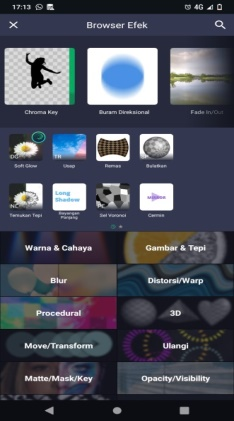 17:13
4G
Browser Efek
Chroma Key
Buram Direksional
Fade In/Out
Soft Glow
Usap
Remas
Bulatkan
Temukan Tepi
Long Shadow
Bayangan Panjang
Sel Voronoi
Cermin
Warna & Cahaya
Gambar & Tepi
Blur
Distorsi/Warp
Procedural
3D
Move/Transform
Ulangi
Matte/Mask/Key
Opacity/Visibility